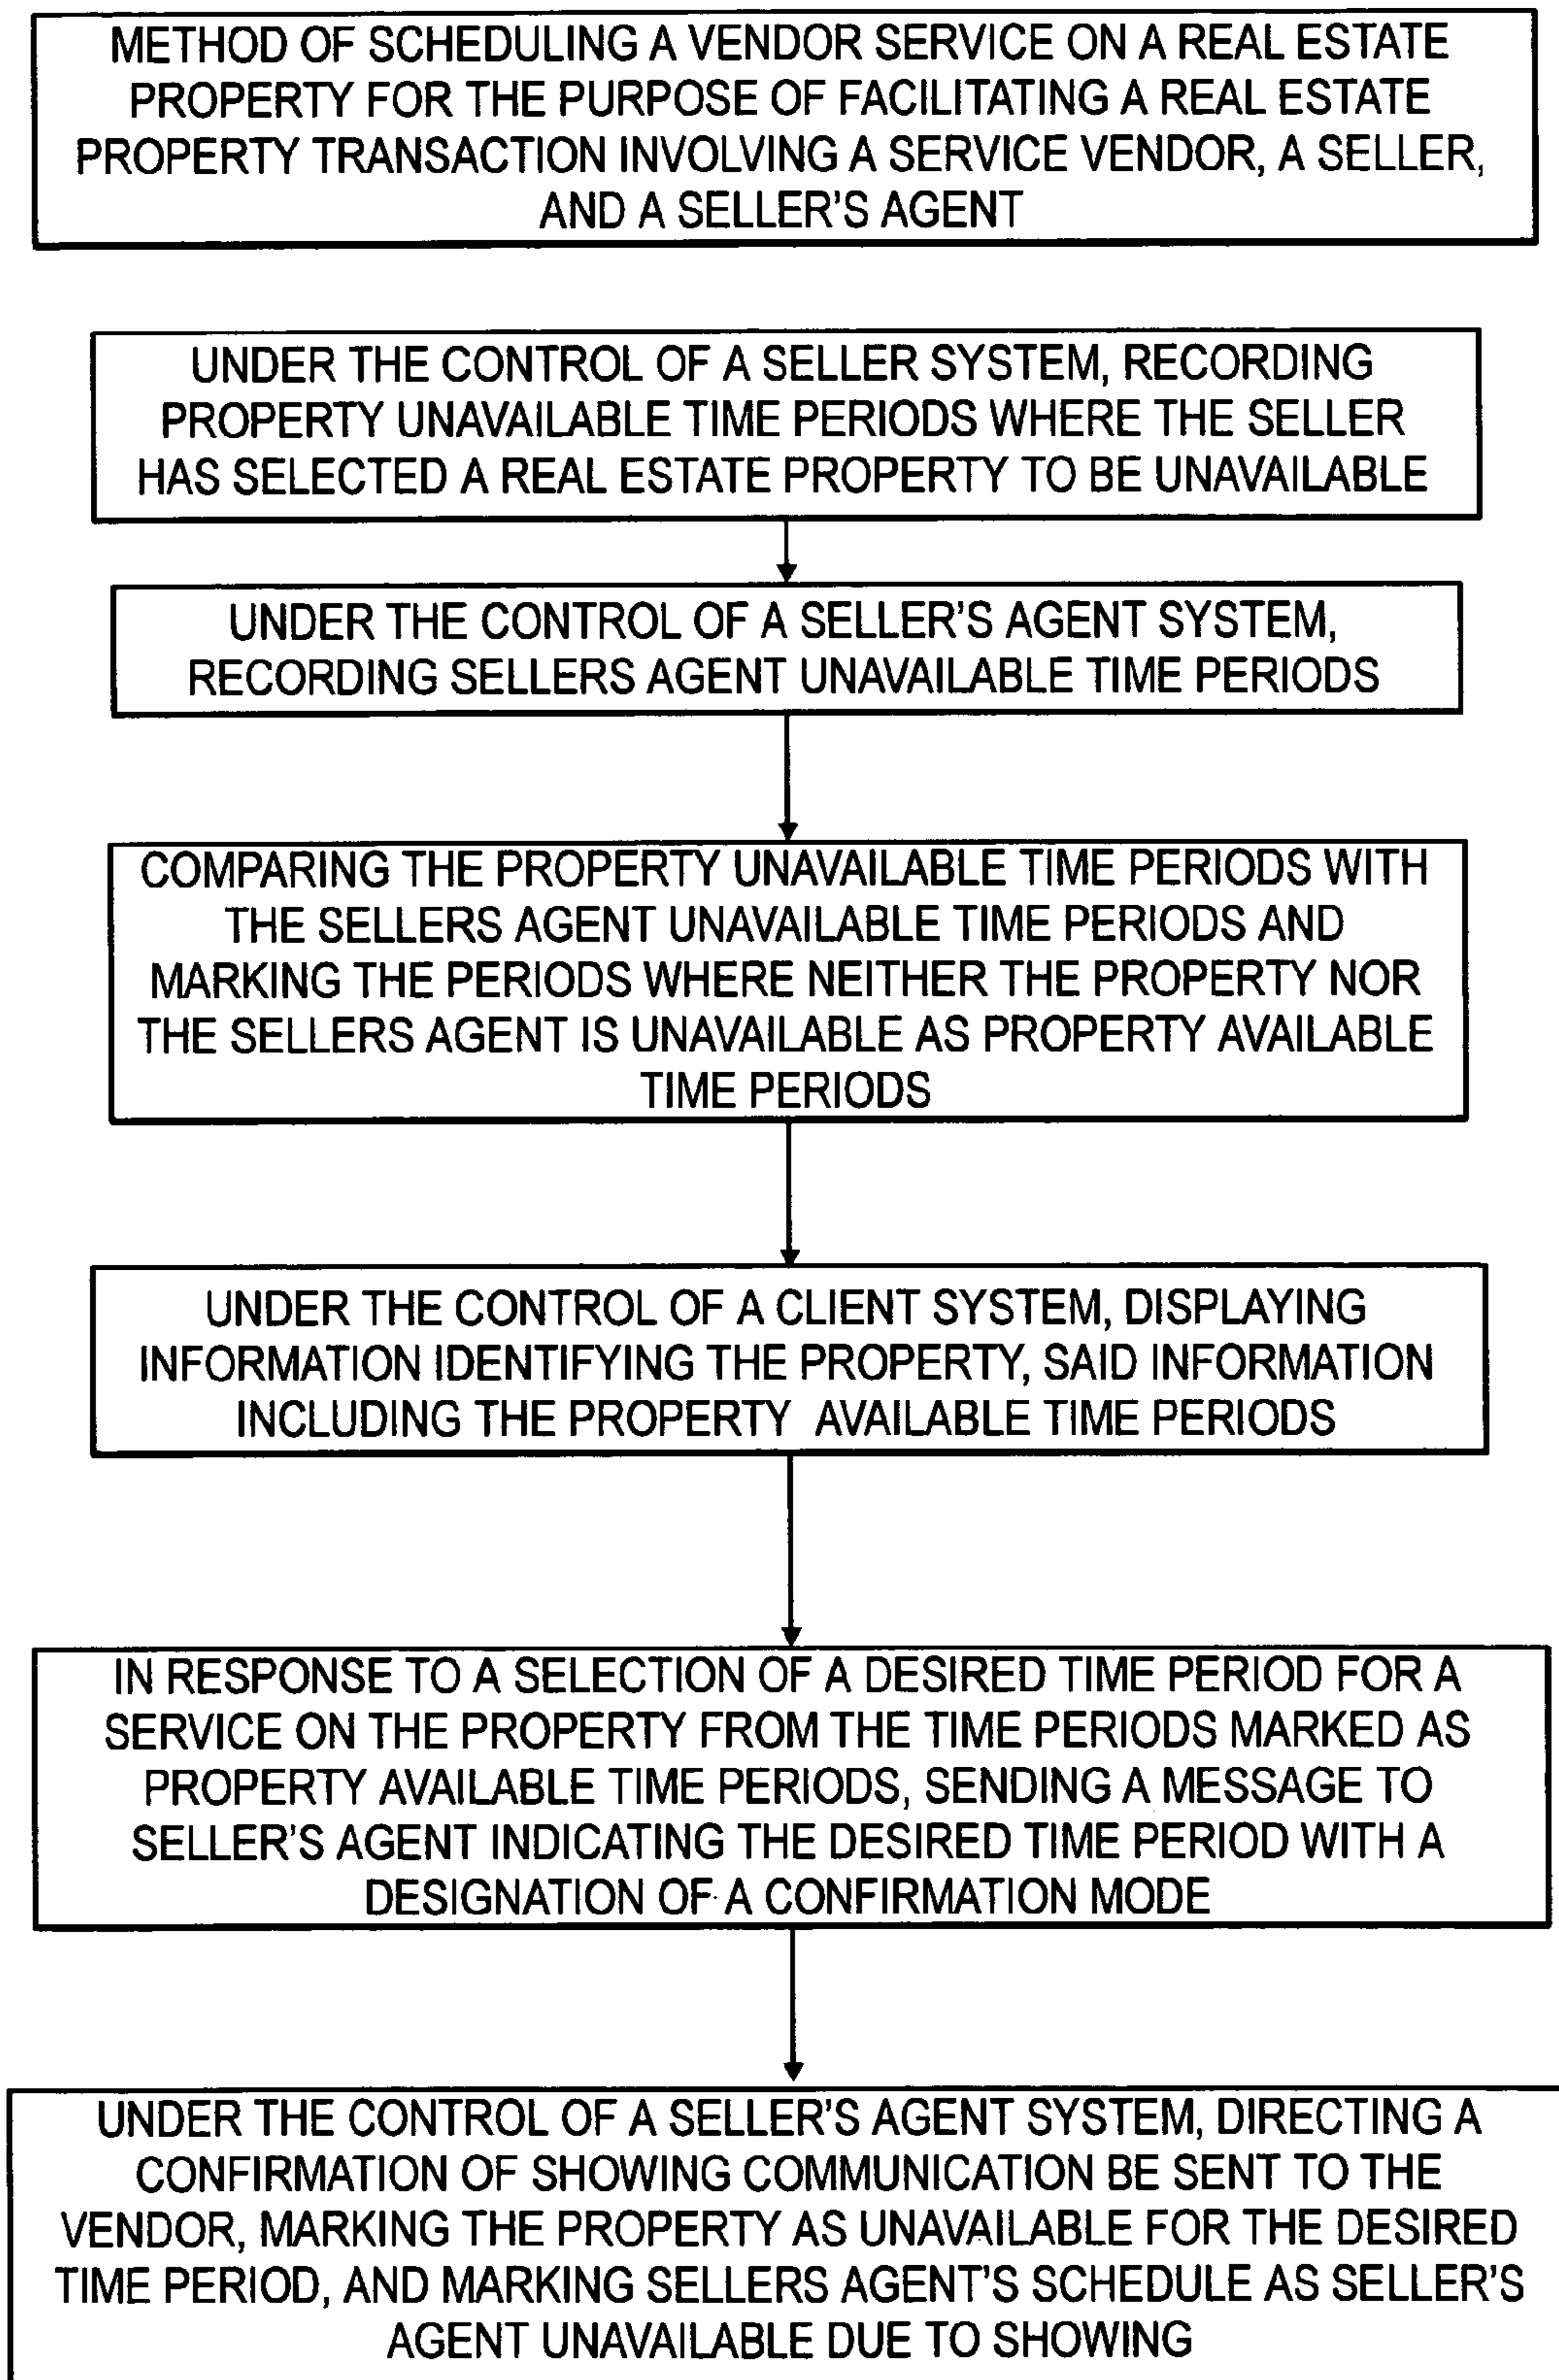 METHOD OF SCHEDULING A VENDOR SERVICE ON A REAL ESTATE
PROPERTY FOR THE PURPOSE OF FACILITATING A REAL ESTATE
PROPERTY TRANSACTION INVOLVING A SERVICE VENDOR, A SELLER,
AND A SELLER'S AGENT
UNDER THE CONTROL OF A SELLER SYSTEM, RECORDING
PROPERTY UNAVAILABLE TIME PERIODS WHERE THE SELLER
HAS SELECTED A REAL ESTATE PROPERTY TO BE UNAVAILABLE
UNDER THE CONTROL OF A SELLER'S AGENT SYSTEM,
RECORDING SELLERS AGENT UNAVAILABLE TIME PERIODS
COMPARING THE PROPERTY UNAVAILABLE TIME PERIODS WITH
THE SELLERS AGENT UNAVAILABLE TIME PERIODS AND
MARKING THE PERIODS WHERE NEITHER THE PROPERTY NOR
THE SELLERS AGENT IS UNAVAILABLE AS PROPERTY AVAILABLE
TIME PERIODS
UNDER THE CONTROL OF A CLIENT SYSTEM, DISPLAYING
INFORMATION IDENTIFYING THE PROPERTY, SAID INFORMATION
INCLUDING THE PROPERTY AVAILABLE TIME PERIODS
IN RESPONSE TO A SELECTION OF A DESIRED TIME PERIOD FOR A
SERVICE ON THE PROPERTY FROM THE TIME PERIODS MARKED AS
PROPERTY AVAILABLE TIME PERIODS, SENDING A MESSAGE TO
SELLER'S AGENT INDICATING THE DESIRED TIME PERIOD WITH A
DESIGNATION OF A CONFIRMATION MODE
UNDER THE CONTROL OF A SELLER'S AGENT SYSTEM, DIRECTING A
CONFIRMATION OF SHOWING COMMUNICATION BE SENT TO THE
VENDOR, MARKING THE PROPERTY AS UNAVAILABLE FOR THE DESIRED
TIME PERIOD, AND MARKING SELLERS AGENT'S SCHEDULE AS SELLER'S
AGENT UNAVAILABLE DUE TO SHOWING